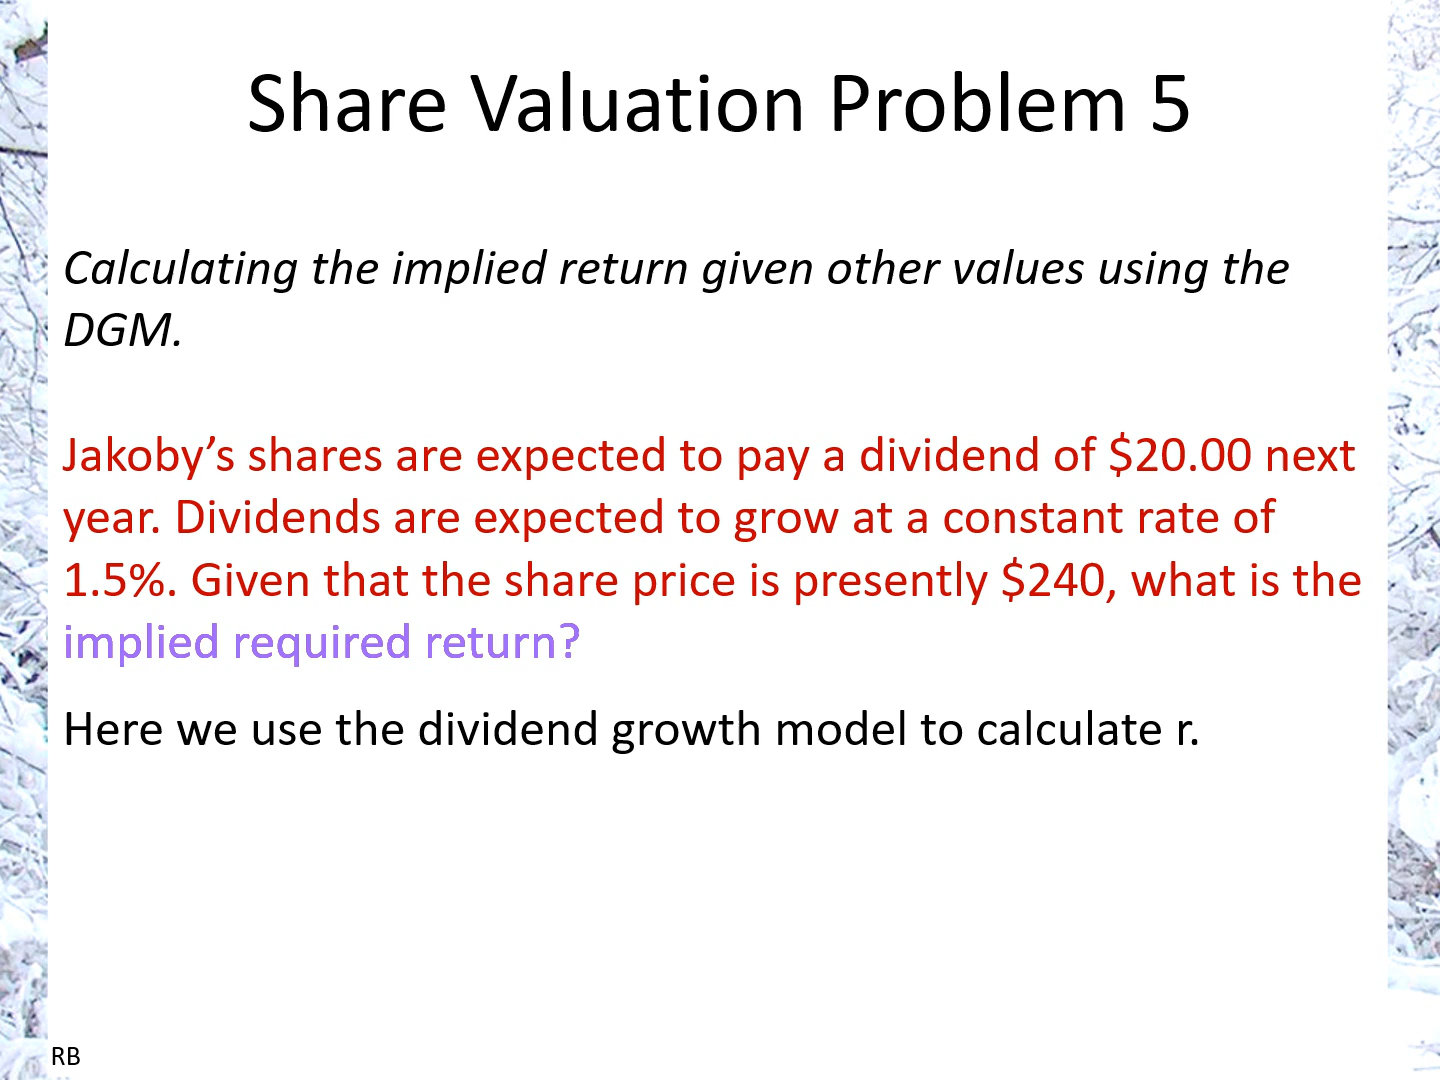 Share Valuation Problem 5
Calculating the implied return given other values using the
DGM.
Jakoby’s shares are expected to pay a dividend of $20.00 next
year. Dividends are expected to grow at a constant rate of
1.5%. Given that the share price is presently $240, what is the
implied required return?
Here we use the dividend growth model to calculate r.
RB